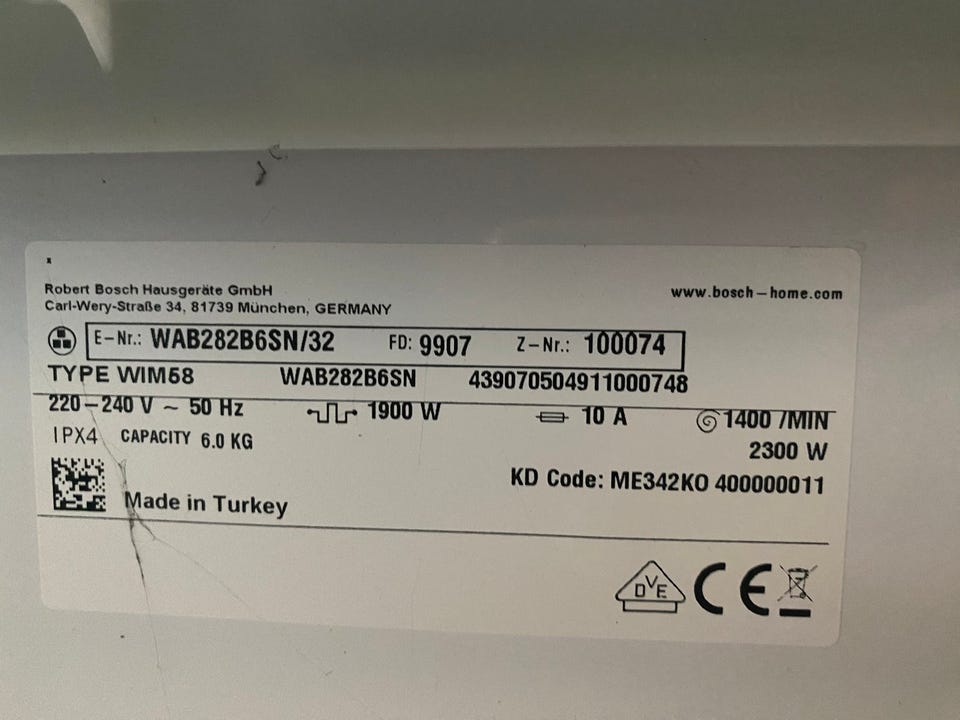 Robert Bosch Hausgeräte GmbH
Carl-Wery-Straße 34, 81739 München, GERMANY
www.bosch-home.com
E-Nr.: WAB282B6SN/32 FD: 9907 Z-Nr.: 100074
TYPE WIM58 WAB282B6SN 439070504911000748
220-240 V ~ 50 Hz 1900 W 10 A 1400 /MIN
IPX4 CAPACITY 6.0 KG 2300 W
KD Code: ME342KO 400000011
Made in Turkey
DVE CE